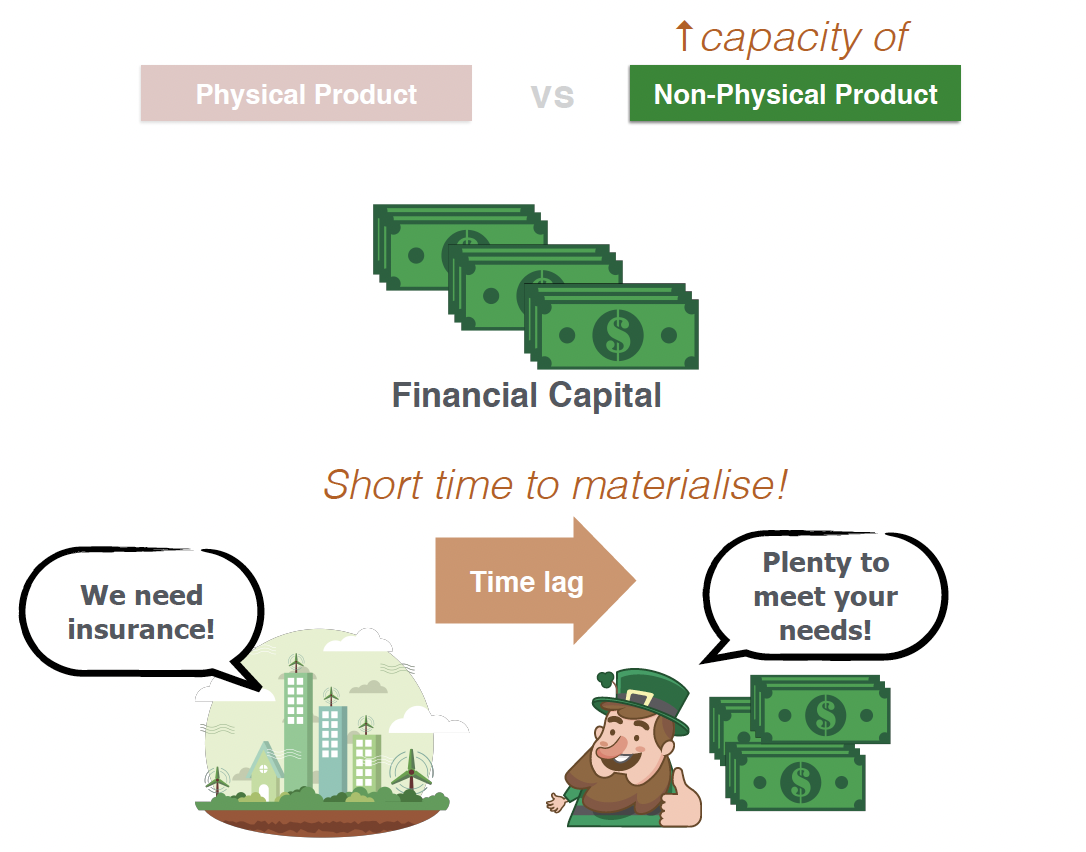 ↑capacity of
Physical Product
vs
Non-Physical Product
$
$
$
Financial Capital
Short time to materialise!
We need
insurance!
Time lag
Plenty to
meet your
needs!
$
$